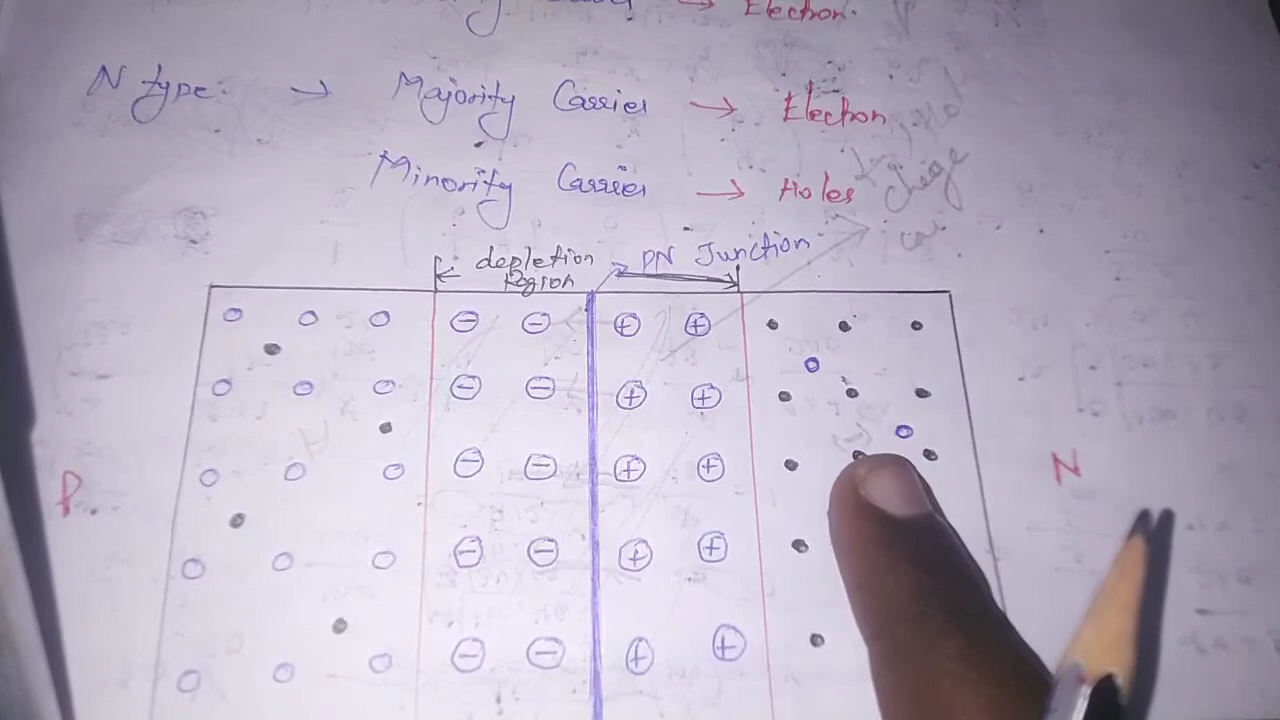 → Electron.
N type. → Majority Carrier → Electron
Minority Carrier → Holes
depletion
Region
PN Junction
P
N